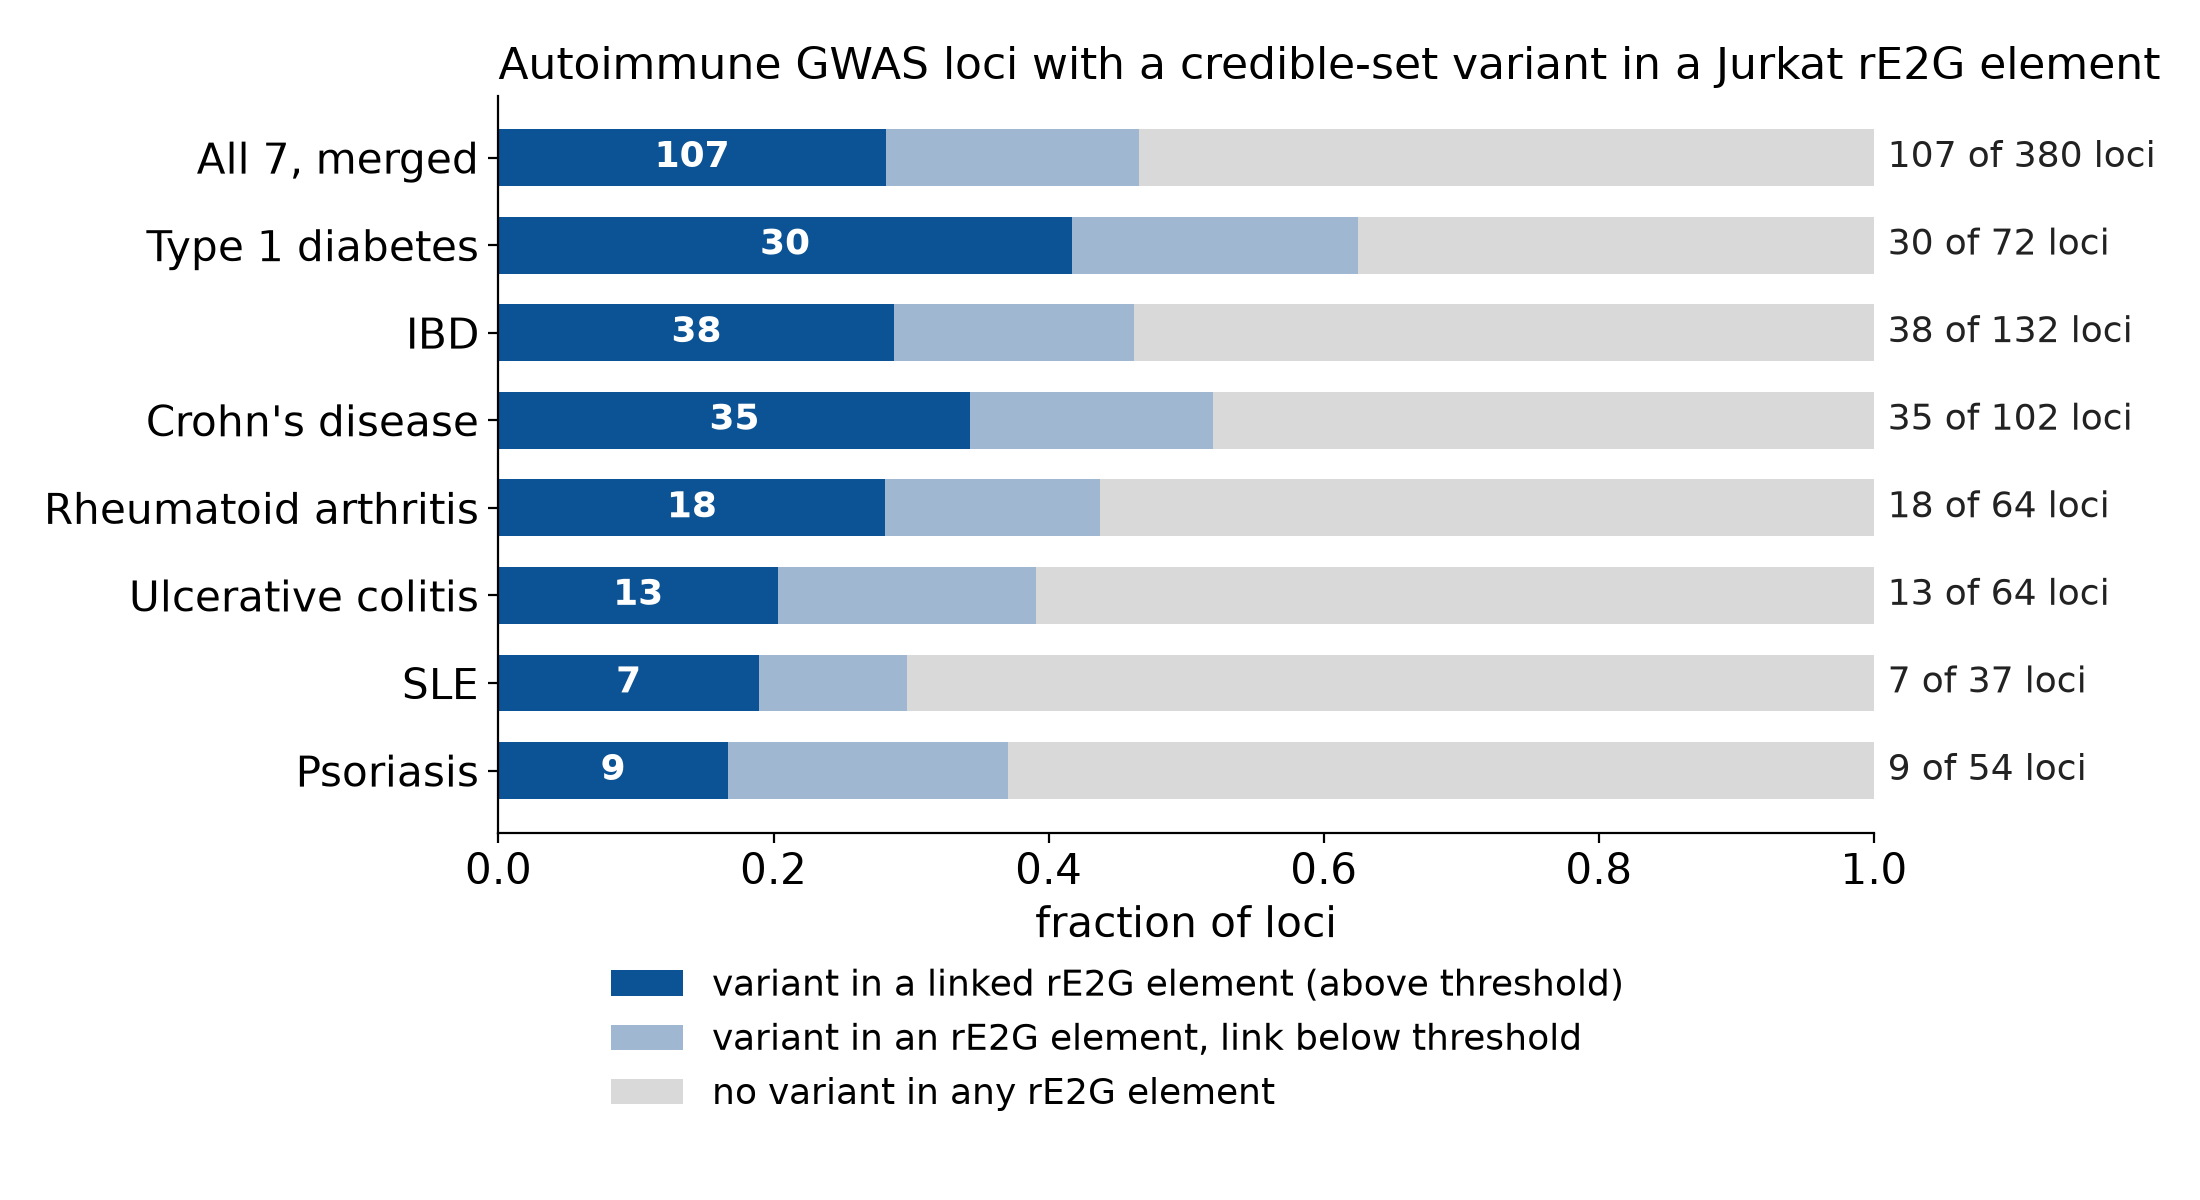 Autoimmune GWAS loci with a credible-set variant in a Jurkat rE2G element
All 7, merged 107 107 of 380 loci
Type 1 diabetes 30 30 of 72 loci
IBD 38 38 of 132 loci
Crohn's disease 35 35 of 102 loci
Rheumatoid arthritis 18 18 of 64 loci
Ulcerative colitis 13 13 of 64 loci
SLE 7 7 of 37 loci
Psoriasis 9 9 of 54 loci
0.0 0.2 0.4 0.6 0.8 1.0
fraction of loci
variant in a linked rE2G element (above threshold)
variant in an rE2G element, link below threshold
no variant in any rE2G element